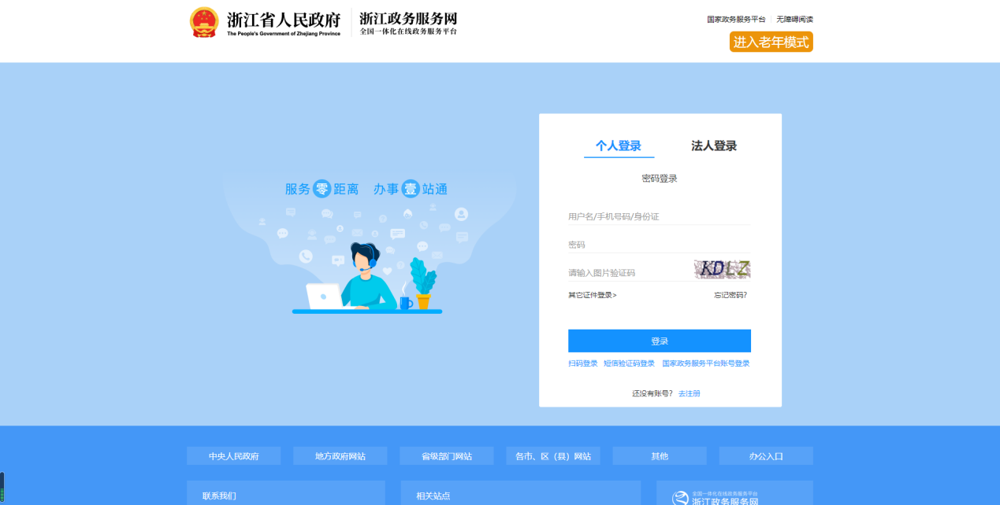 浙江省人民政府
The People's Government of Zhejiang Province
浙江政务服务网
全国一体化在线政务服务平台
国家政务服务平台 无障碍阅读
进入老年模式
服务零距离 办事壹站通
个人登录 法人登录
密码登录
用户名/手机号码/身份证
密码
请输入图片验证码 KDLZ
其它证件登录> 忘记密码?
登录
扫码登录 短信验证码登录 国家政务服务平台账号登录
还没有账号? 去注册
中央人民政府 地方政府网站 省级部门网站 各市、区（县）网站 其他 办公入口
联系我们 相关站点
全国一体化在线政务服务平台
浙江政务服务网